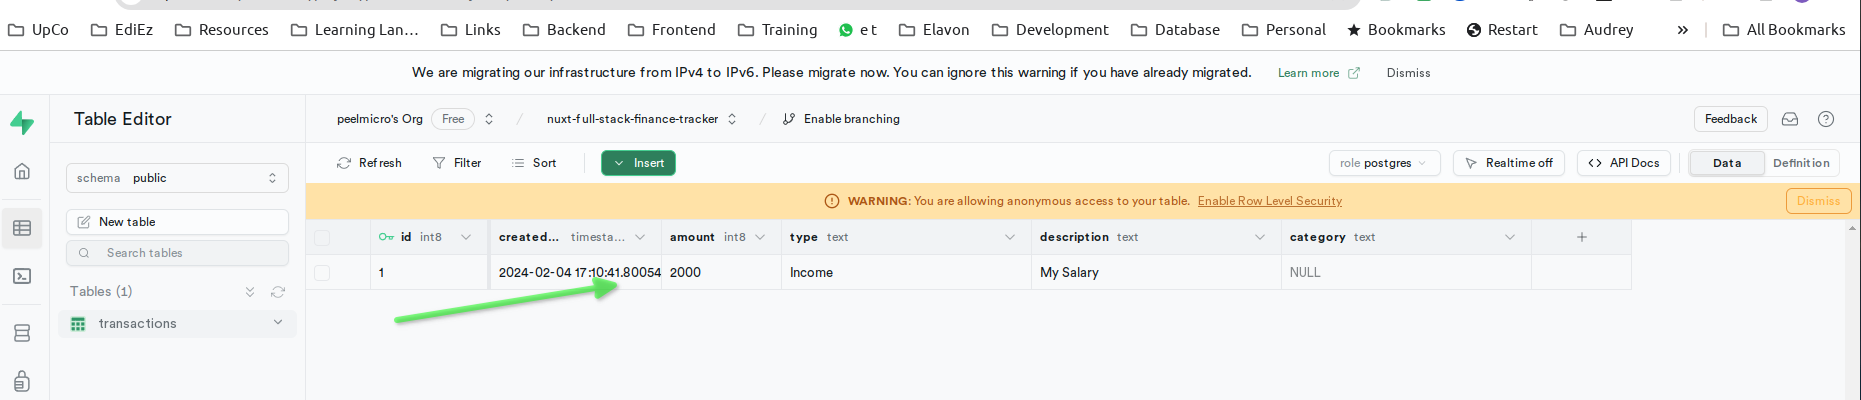 UpCo EdiEz Resources Learning Lan... Links Backend Frontend Training e t Elavon Development Database Personal Bookmarks Restart Audrey » All Bookmarks
We are migrating our infrastructure from IPv4 to IPv6. Please migrate now. You can ignore this warning if you have already migrated. Learn more Dismiss
Table Editor
peelmicro's Org Free / nuxt-full-stack-finance-tracker / Enable branching Feedback
schema public
Refresh Filter Sort Insert role postgres Realtime off <> API Docs Data Definition
WARNING: You are allowing anonymous access to your table. Enable Row Level Security Dismiss
New table
Search tables
id int8 created... timesta... amount int8 type text description text category text +
1 2024-02-04 17:10:41.80054 2000 Income My Salary NULL
Tables (1)
transactions